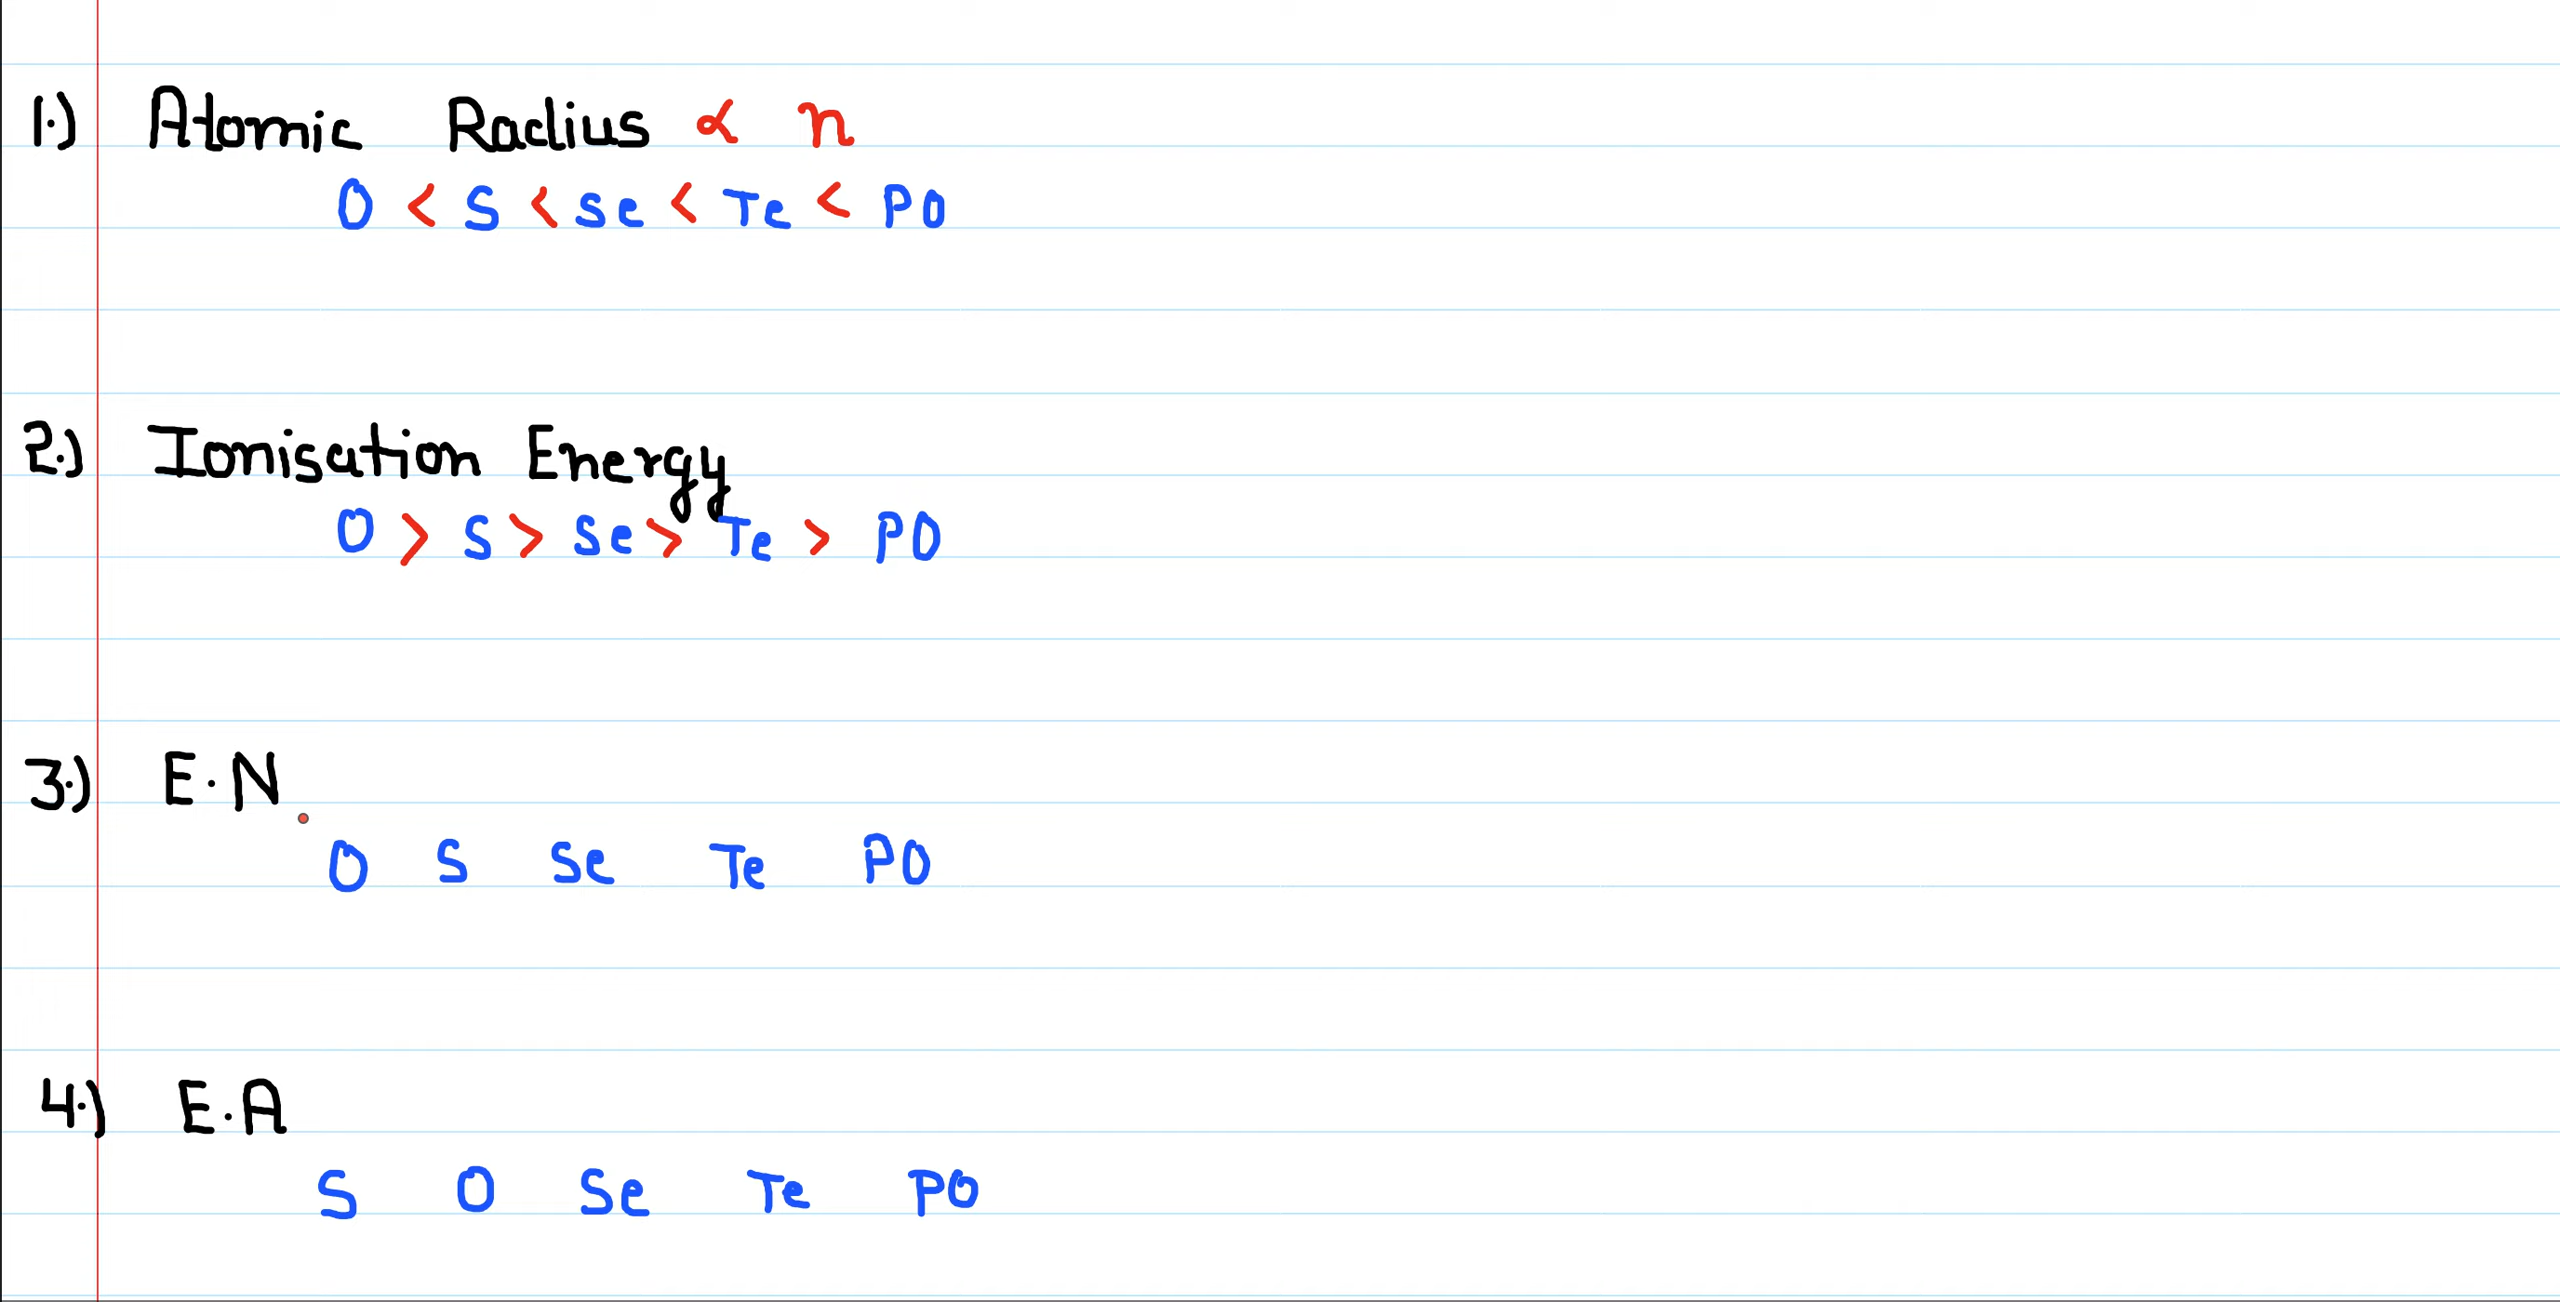 1.) Atomic Radius ∝ n
O < S < Se < Te < PO
2.) Ionisation Energy
O > S > Se > Te > PO
3.) E.N
O S Se Te PO
4.) E.A
S O Se Te PO